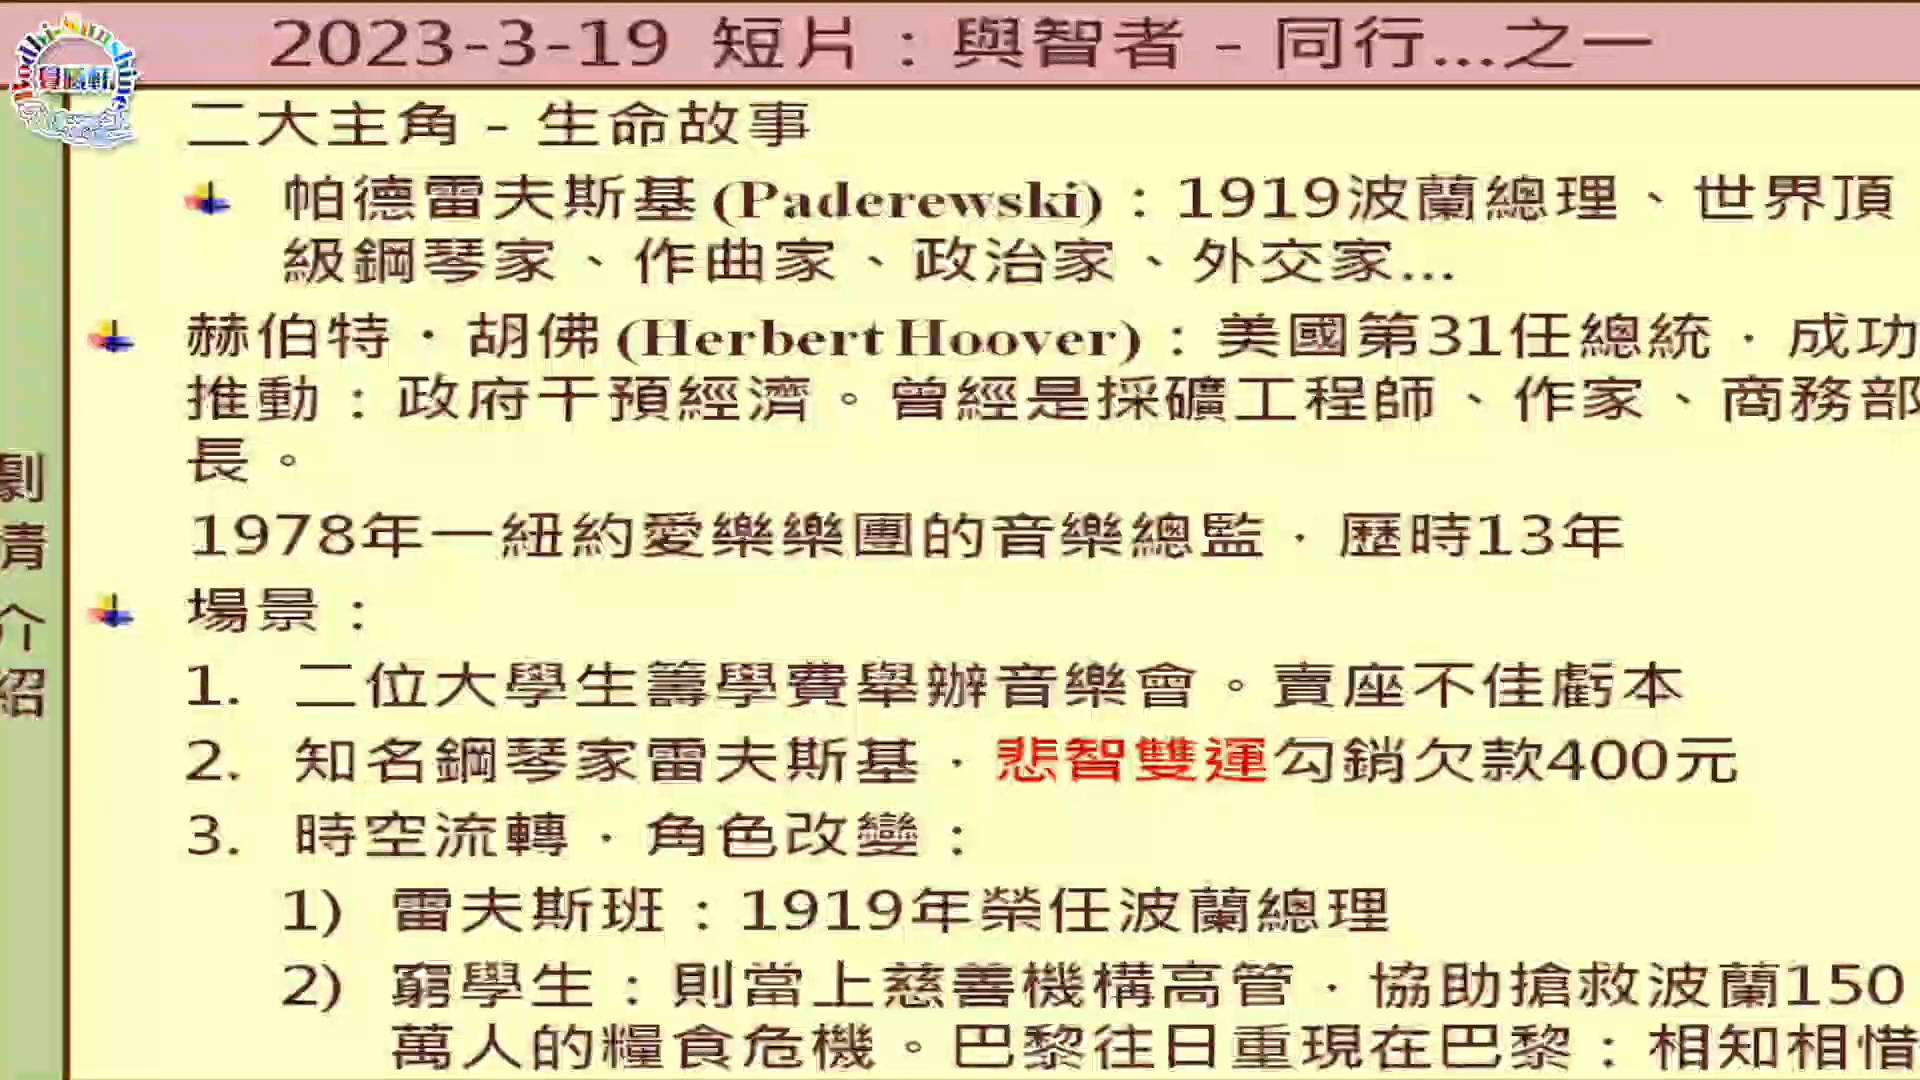 2023-3-19 短片：與智者－同行...之一
Bodhi-Sunshine
二大主角－生命故事
帕德雷夫斯基(Paderewski)：1919波蘭總理、世界頂
級鋼琴家、作曲家、政治家、外交家...
赫伯特．胡佛(Herbert Hoover)：美國第31任總統．成功
推動：政府干預經濟。曾經是採礦工程師、作家、商務部
長。
1978年—紐約愛樂樂團的音樂總監．歷時13年
場景：
1. 二位大學生籌學費舉辦音樂會。賣座不佳虧本
2. 知名鋼琴家雷夫斯基．悲智雙運勾銷欠款400元
3. 時空流轉．角色改變：
1) 雷夫斯班：1919年榮任波蘭總理
2) 窮學生：則當上慈善機構高管．協助搶救波蘭150
萬人的糧食危機。巴黎往日重現在巴黎：相知相惜
劇情介紹